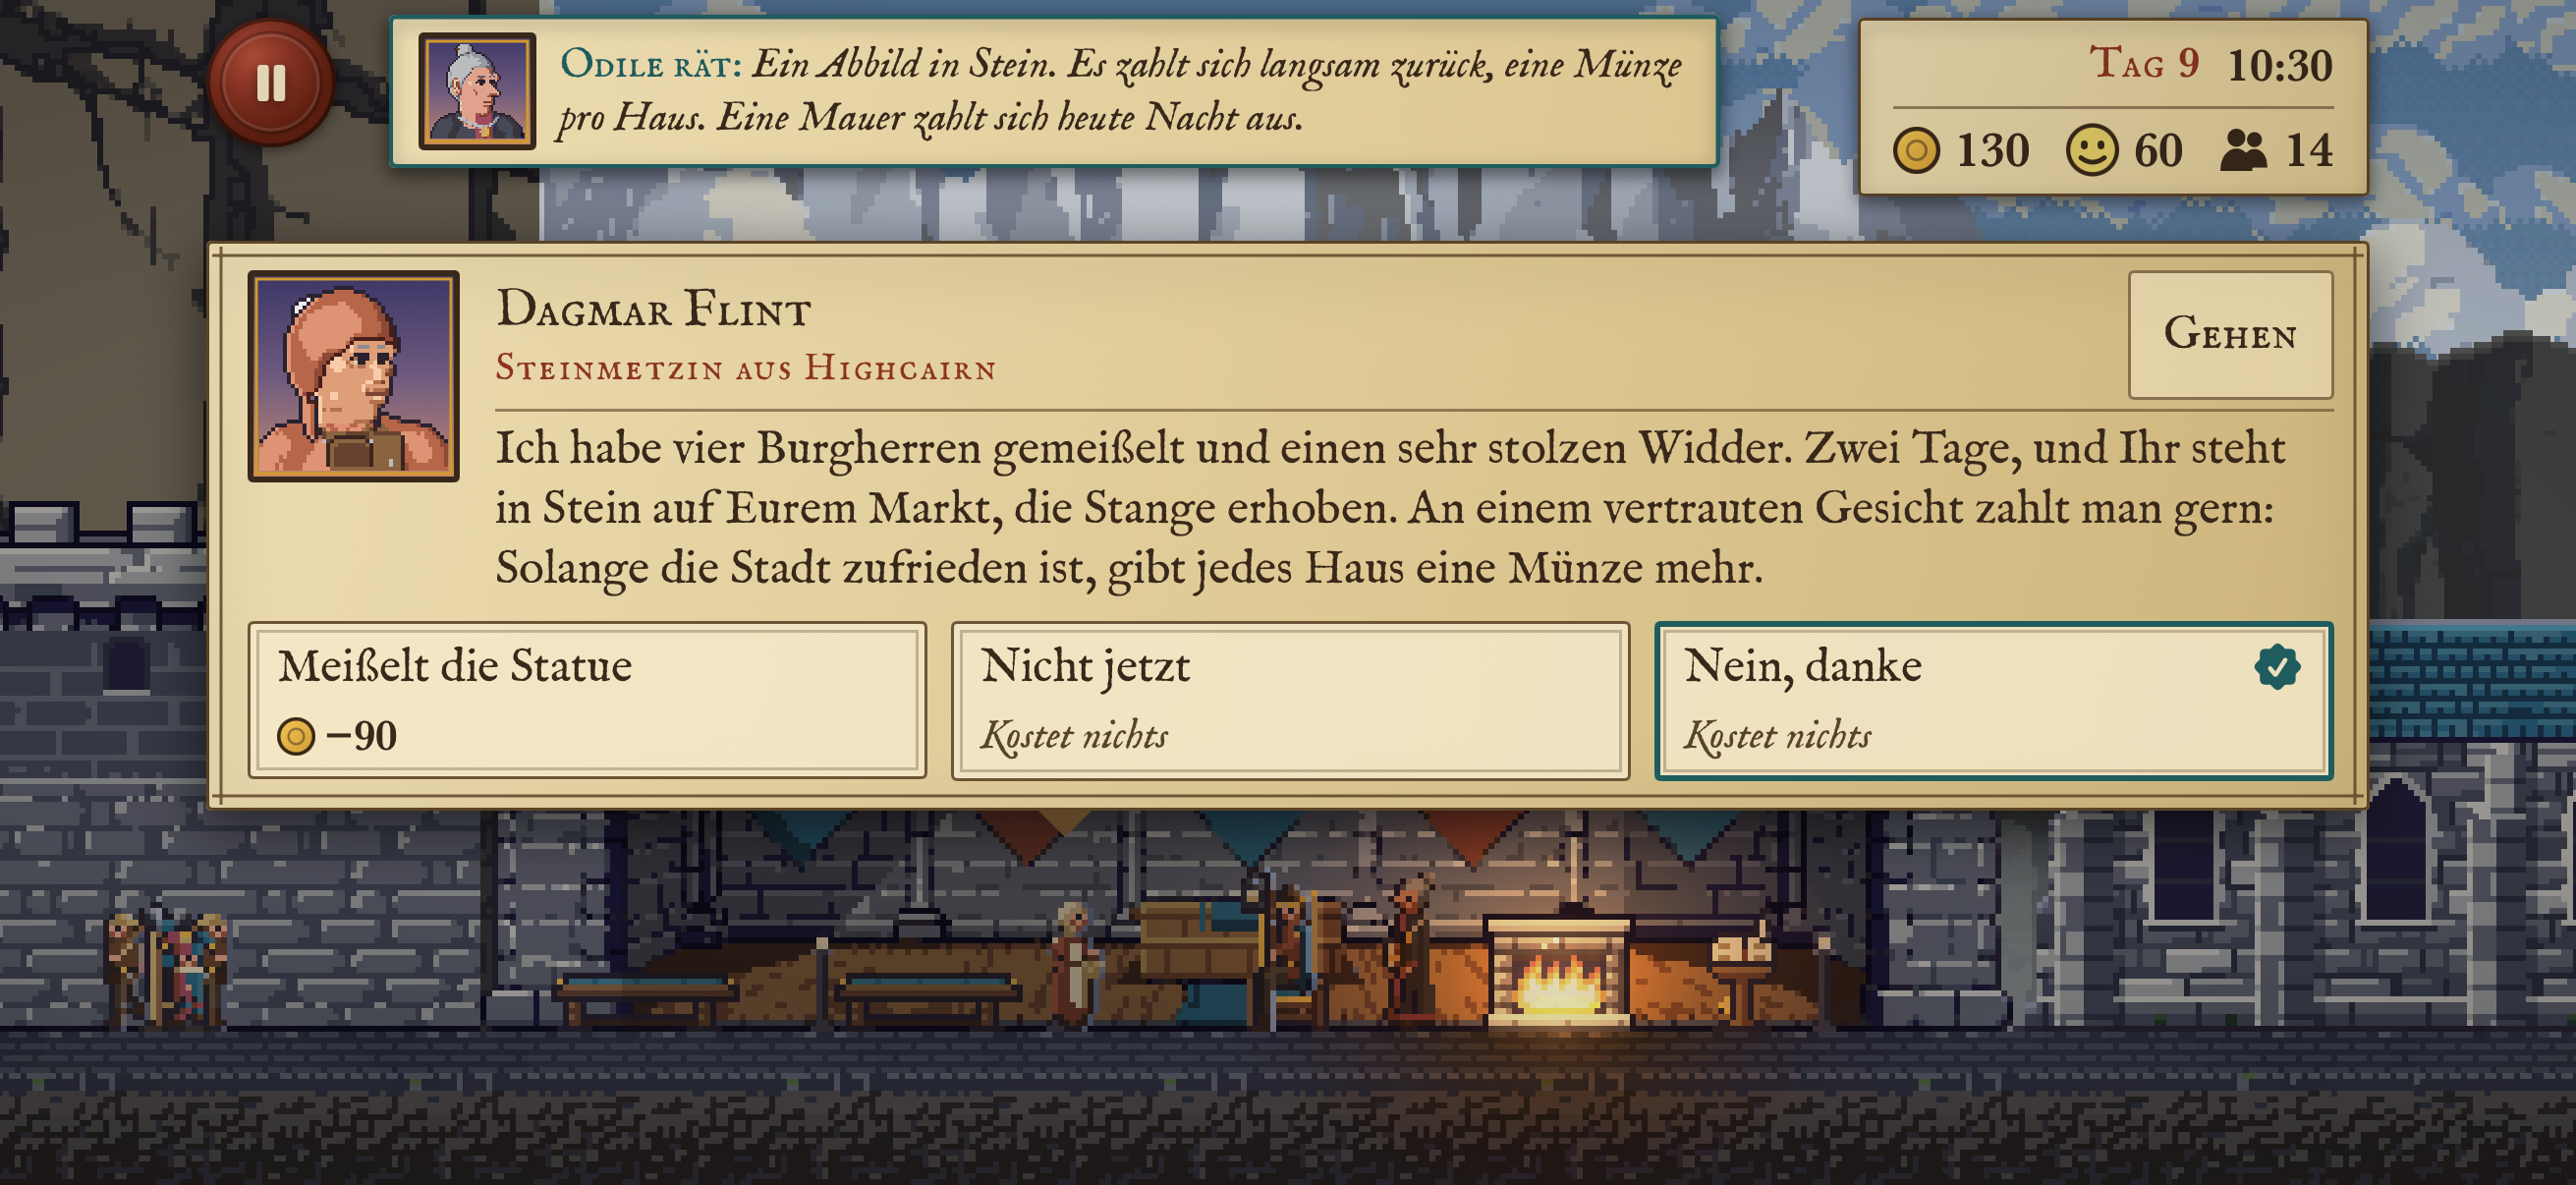 Odile rät: Ein Abbild in Stein. Es zahlt sich langsam zurück, eine Münze
pro Haus. Eine Mauer zahlt sich heute Nacht aus.
Tag 9 10:30
130 60 14
Dagmar Flint
Steinmetzin aus Highcairn
Gehen
Ich habe vier Burgherren gemeißelt und einen sehr stolzen Widder. Zwei Tage, und Ihr steht
in Stein auf Eurem Markt, die Stange erhoben. An einem vertrauten Gesicht zahlt man gern:
Solange die Stadt zufrieden ist, gibt jedes Haus eine Münze mehr.
Meißelt die Statue
−90
Nicht jetzt
Kostet nichts
Nein, danke
Kostet nichts